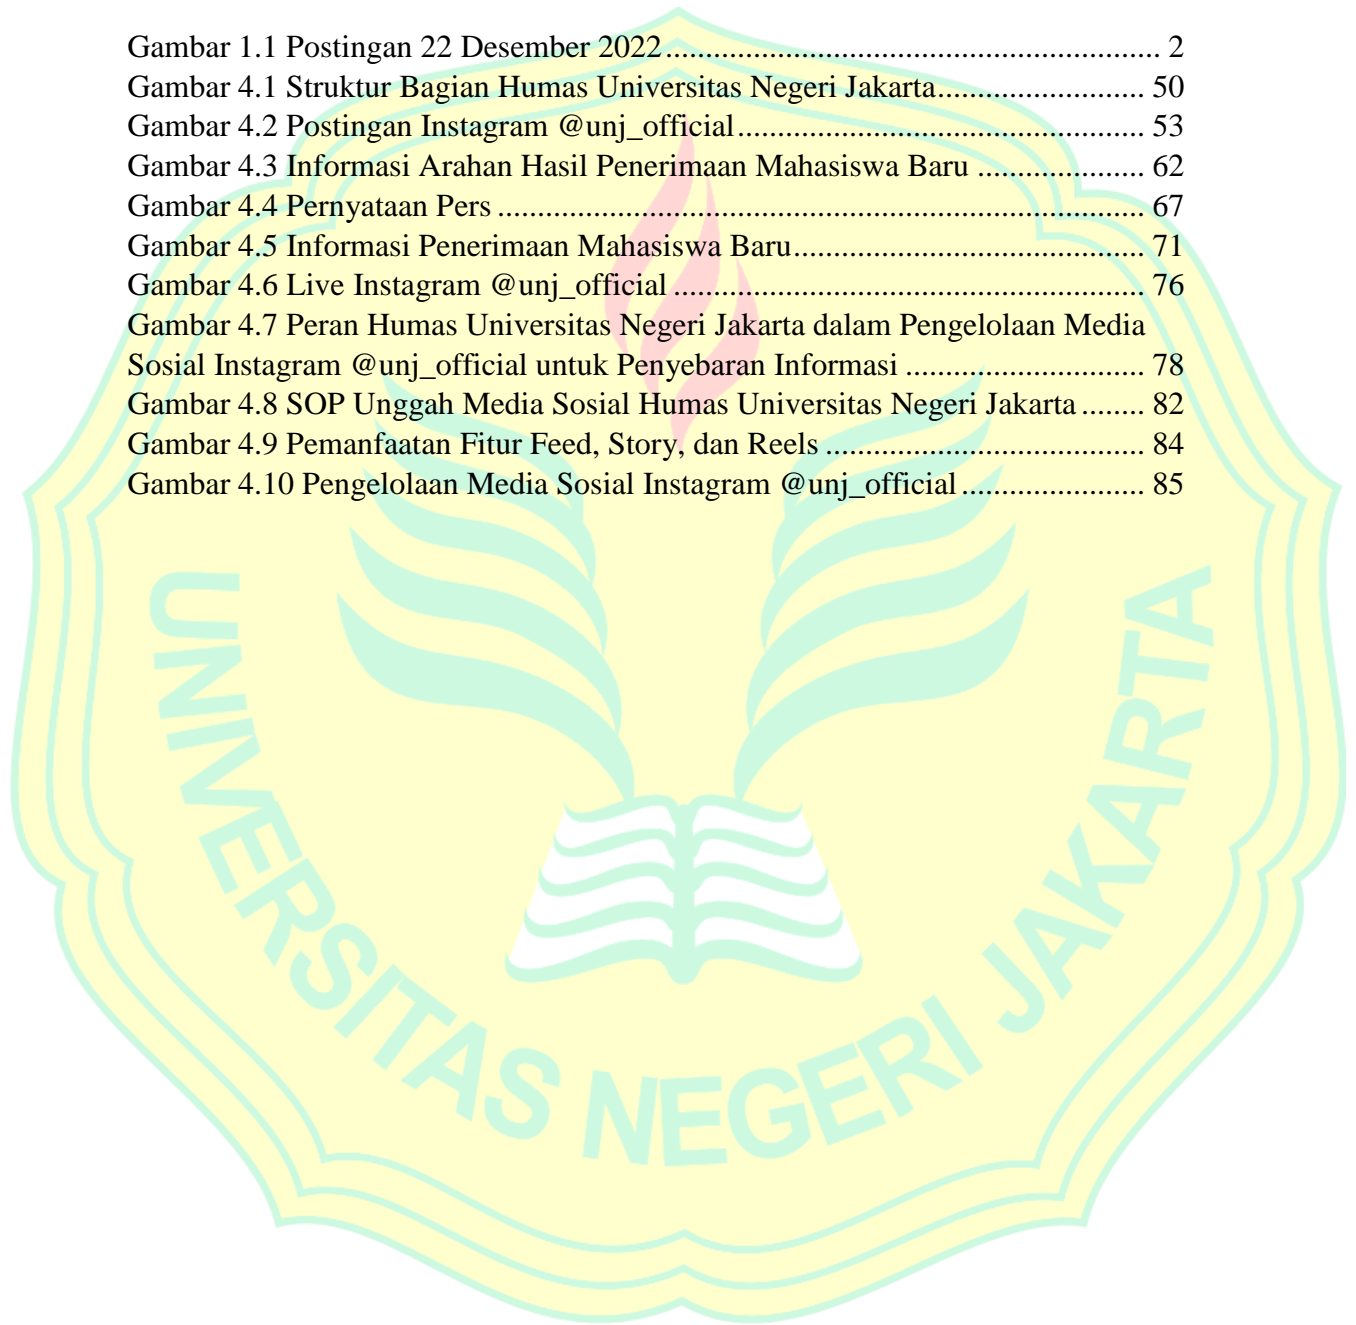 Gambar 1.1 Postingan 22 Desember 2022.............................................................. 2
Gambar 4.1 Struktur Bagian Humas Universitas Negeri Jakarta.......................... 50
Gambar 4.2 Postingan Instagram @unj_official................................................... 53
Gambar 4.3 Informasi Arahan Hasil Penerimaan Mahasiswa Baru ..................... 62
Gambar 4.4 Pernyataan Pers ................................................................................. 67
Gambar 4.5 Informasi Penerimaan Mahasiswa Baru............................................ 71
Gambar 4.6 Live Instagram @unj_official ........................................................... 76
Gambar 4.7 Peran Humas Universitas Negeri Jakarta dalam Pengelolaan Media
Sosial Instagram @unj_official untuk Penyebaran Informasi .............................. 78
Gambar 4.8 SOP Unggah Media Sosial Humas Universitas Negeri Jakarta ........ 82
Gambar 4.9 Pemanfaatan Fitur Feed, Story, dan Reels ........................................ 84
Gambar 4.10 Pengelolaan Media Sosial Instagram @unj_official ....................... 85
UNIVERSITAS NEGERI JAKARTA